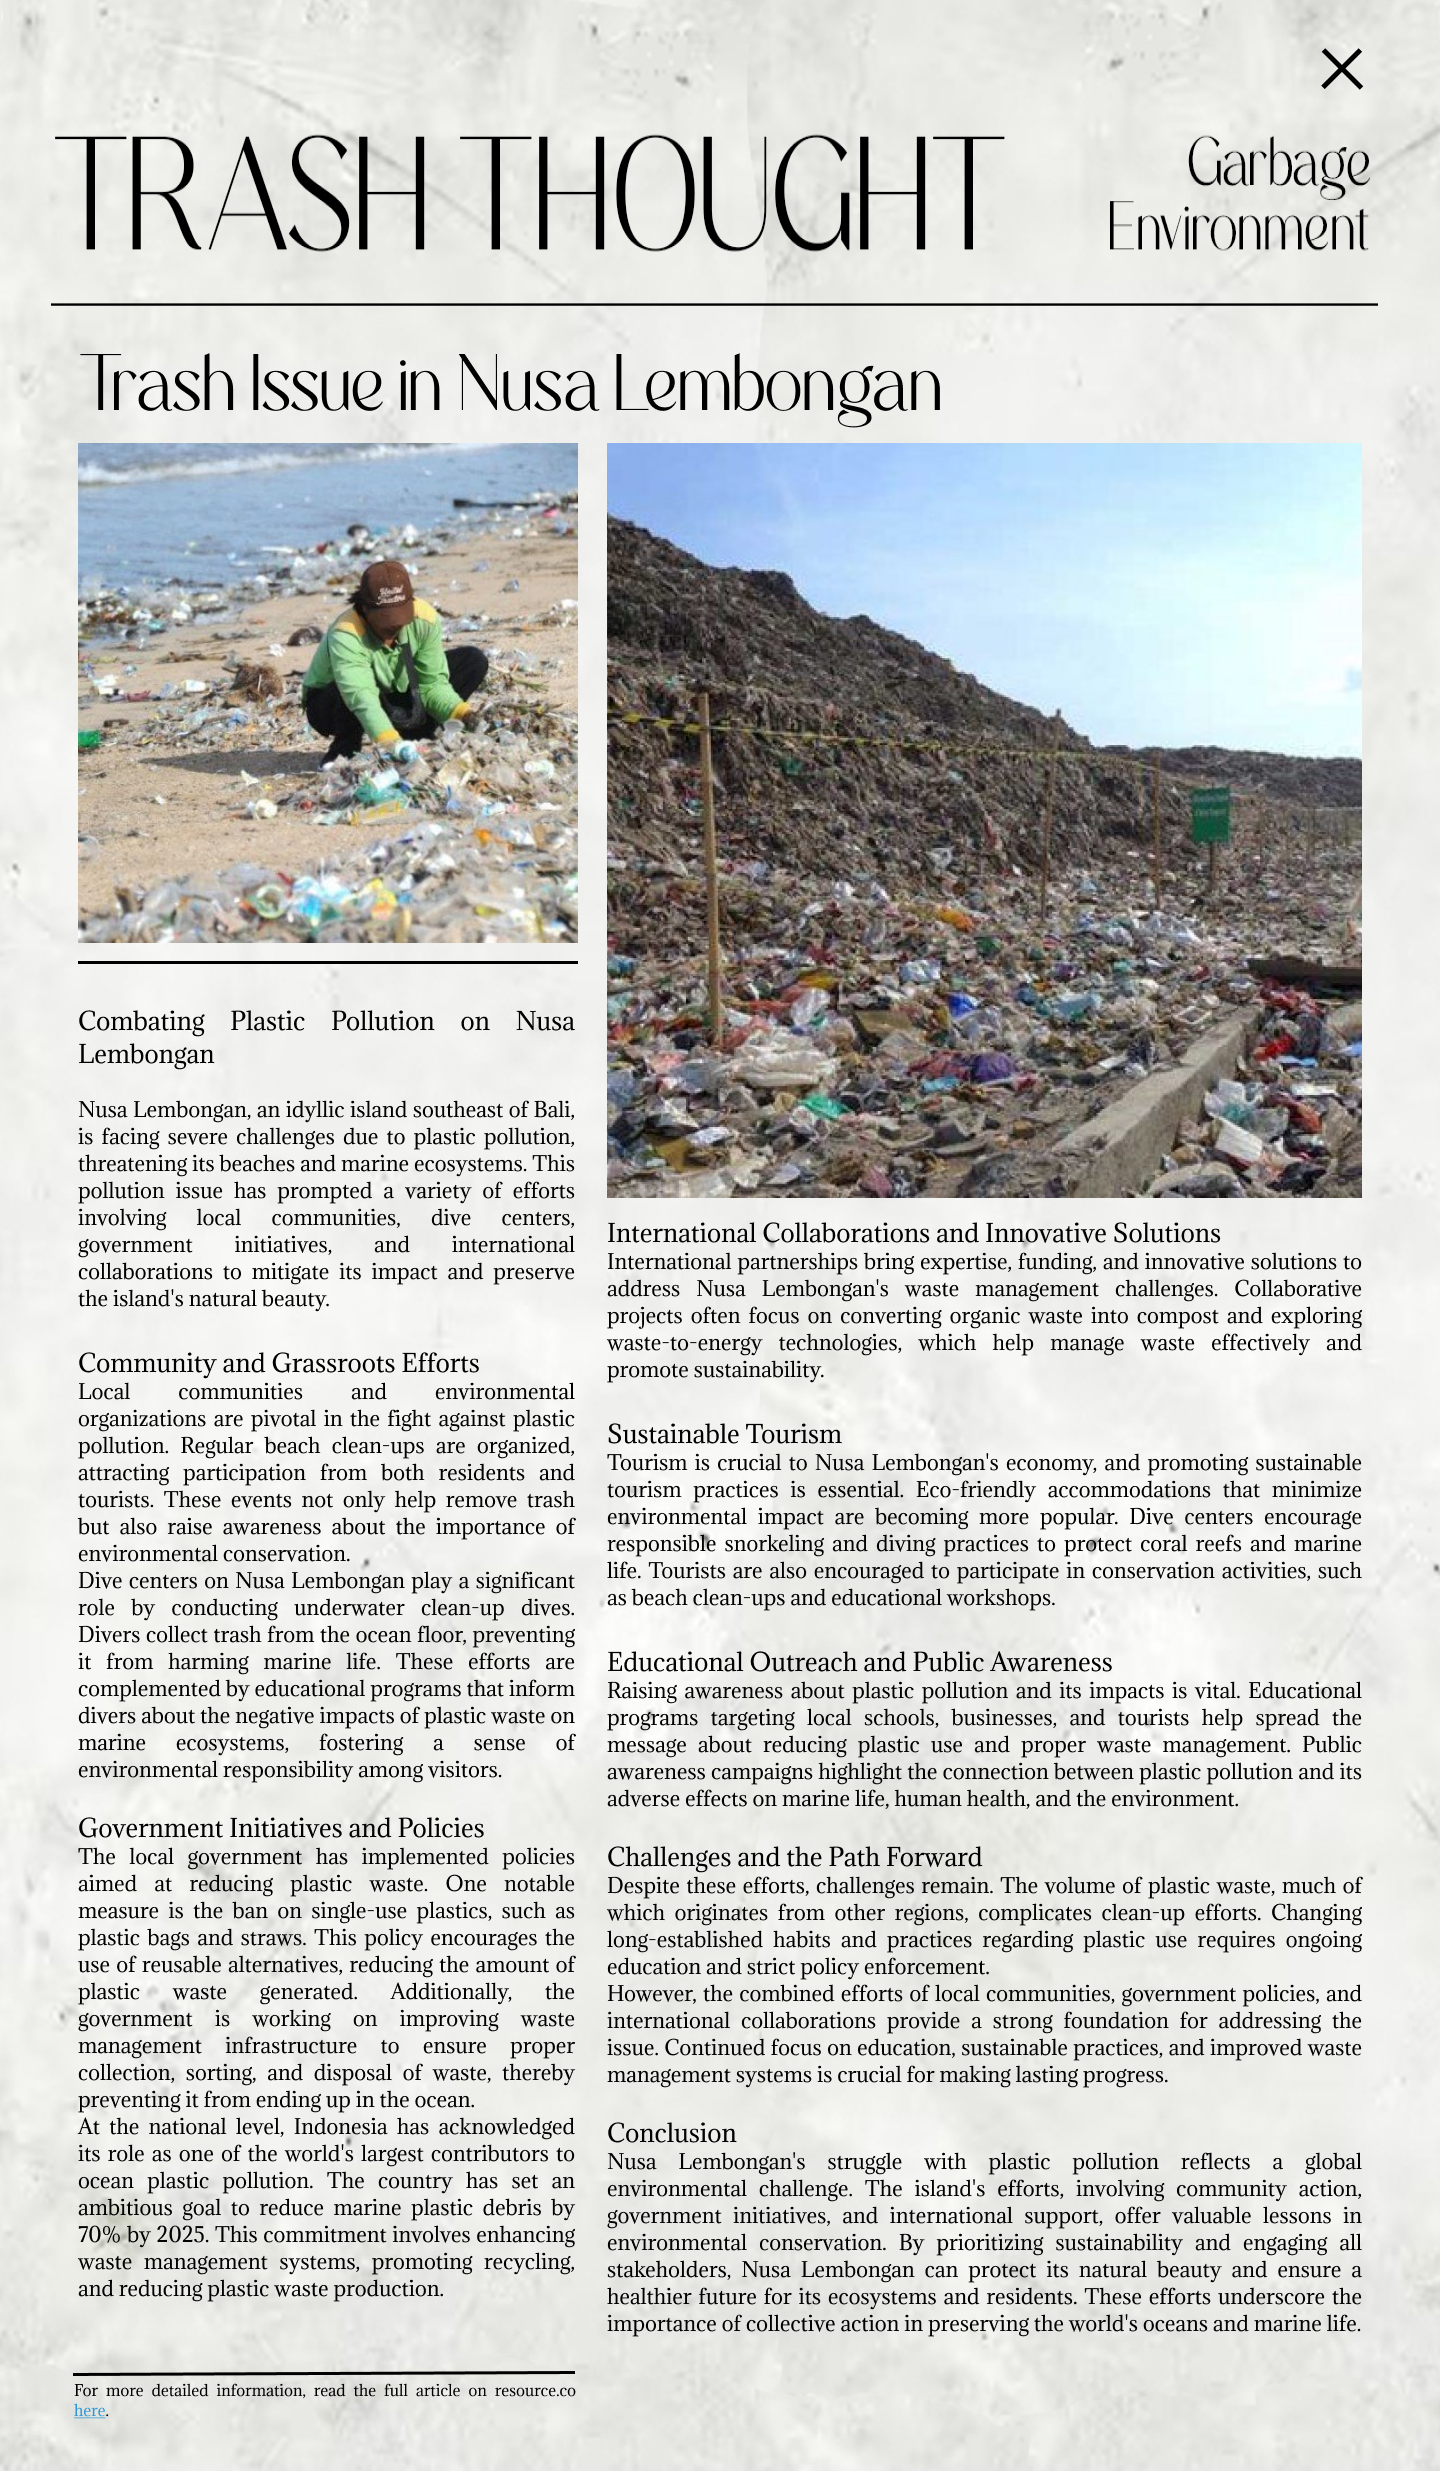 TRASH THOUGHT
Garbage
Environment
Trash Issue in Nusa Lembongan
Combating Plastic Pollution on Nusa
Lembongan
Nusa Lembongan, an idyllic island southeast of Bali,
is facing severe challenges due to plastic pollution,
threatening its beaches and marine ecosystems. This
pollution issue has prompted a variety of efforts
involving local communities, dive centers,
government initiatives, and international
collaborations to mitigate its impact and preserve
the island's natural beauty.
Community and Grassroots Efforts
Local communities and environmental
organizations are pivotal in the fight against plastic
pollution. Regular beach clean-ups are organized,
attracting participation from both residents and
tourists. These events not only help remove trash
but also raise awareness about the importance of
environmental conservation.
Dive centers on Nusa Lembongan play a significant
role by conducting underwater clean-up dives.
Divers collect trash from the ocean floor, preventing
it from harming marine life. These efforts are
complemented by educational programs that inform
divers about the negative impacts of plastic waste on
marine ecosystems, fostering a sense of
environmental responsibility among visitors.
Government Initiatives and Policies
The local government has implemented policies
aimed at reducing plastic waste. One notable
measure is the ban on single-use plastics, such as
plastic bags and straws. This policy encourages the
use of reusable alternatives, reducing the amount of
plastic waste generated. Additionally, the
government is working on improving waste
management infrastructure to ensure proper
collection, sorting, and disposal of waste, thereby
preventing it from ending up in the ocean.
At the national level, Indonesia has acknowledged
its role as one of the world's largest contributors to
ocean plastic pollution. The country has set an
ambitious goal to reduce marine plastic debris by
70% by 2025. This commitment involves enhancing
waste management systems, promoting recycling,
and reducing plastic waste production.
For more detailed information, read the full article on resource.co
here.
International Collaborations and Innovative Solutions
International partnerships bring expertise, funding, and innovative solutions to
address Nusa Lembongan's waste management challenges. Collaborative
projects often focus on converting organic waste into compost and exploring
waste-to-energy technologies, which help manage waste effectively and
promote sustainability.
Sustainable Tourism
Tourism is crucial to Nusa Lembongan's economy, and promoting sustainable
tourism practices is essential. Eco-friendly accommodations that minimize
environmental impact are becoming more popular. Dive centers encourage
responsible snorkeling and diving practices to protect coral reefs and marine
life. Tourists are also encouraged to participate in conservation activities, such
as beach clean-ups and educational workshops.
Educational Outreach and Public Awareness
Raising awareness about plastic pollution and its impacts is vital. Educational
programs targeting local schools, businesses, and tourists help spread the
message about reducing plastic use and proper waste management. Public
awareness campaigns highlight the connection between plastic pollution and its
adverse effects on marine life, human health, and the environment.
Challenges and the Path Forward
Despite these efforts, challenges remain. The volume of plastic waste, much of
which originates from other regions, complicates clean-up efforts. Changing
long-established habits and practices regarding plastic use requires ongoing
education and strict policy enforcement.
However, the combined efforts of local communities, government policies, and
international collaborations provide a strong foundation for addressing the
issue. Continued focus on education, sustainable practices, and improved waste
management systems is crucial for making lasting progress.
Conclusion
Nusa Lembongan's struggle with plastic pollution reflects a global
environmental challenge. The island's efforts, involving community action,
government initiatives, and international support, offer valuable lessons in
environmental conservation. By prioritizing sustainability and engaging all
stakeholders, Nusa Lembongan can protect its natural beauty and ensure a
healthier future for its ecosystems and residents. These efforts underscore the
importance of collective action in preserving the world's oceans and marine life.